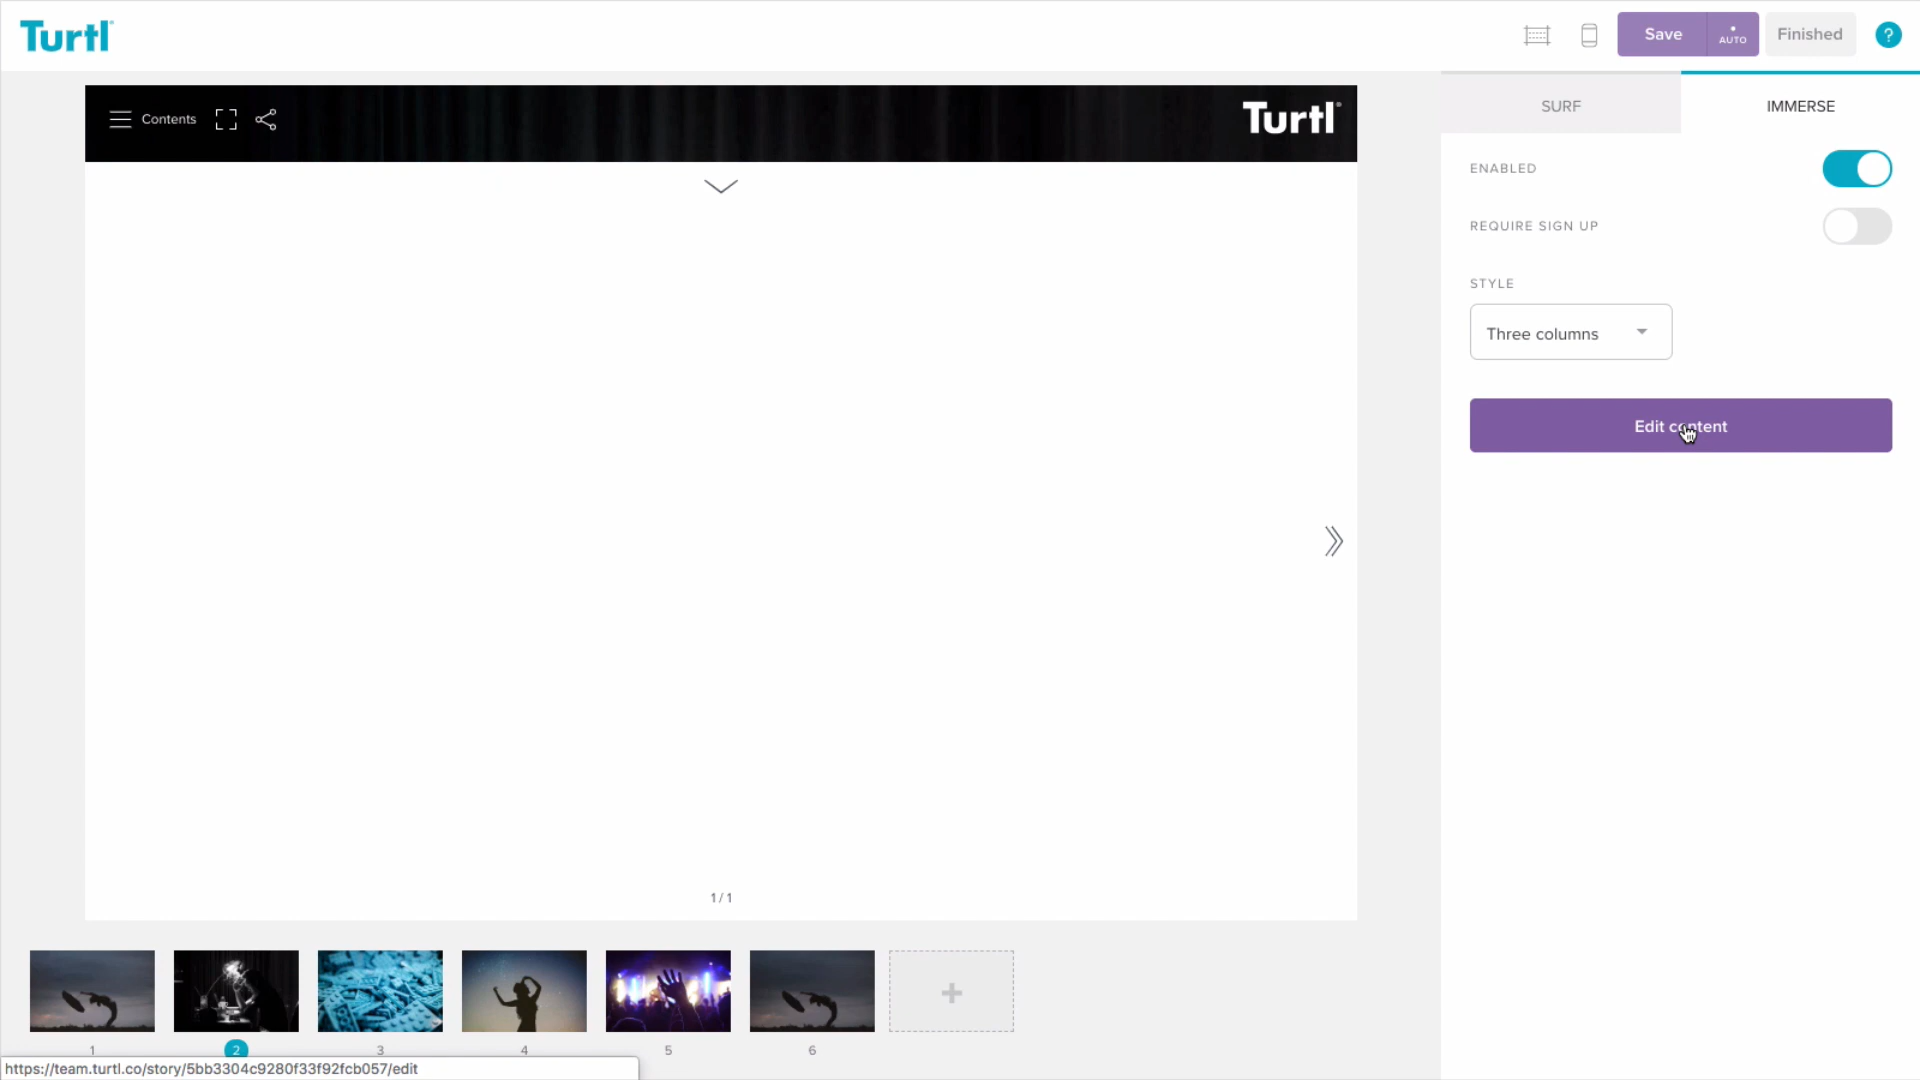 Turtl
Save
AUTO
Finished
?
Contents
Turtl
SURF
IMMERSE
ENABLED
REQUIRE SIGN UP
STYLE
Three columns
Edit content
1 / 1
1
2
3
4
5
6
https://team.turtl.co/story/5bb3304c9280f33f92fcb057/edit